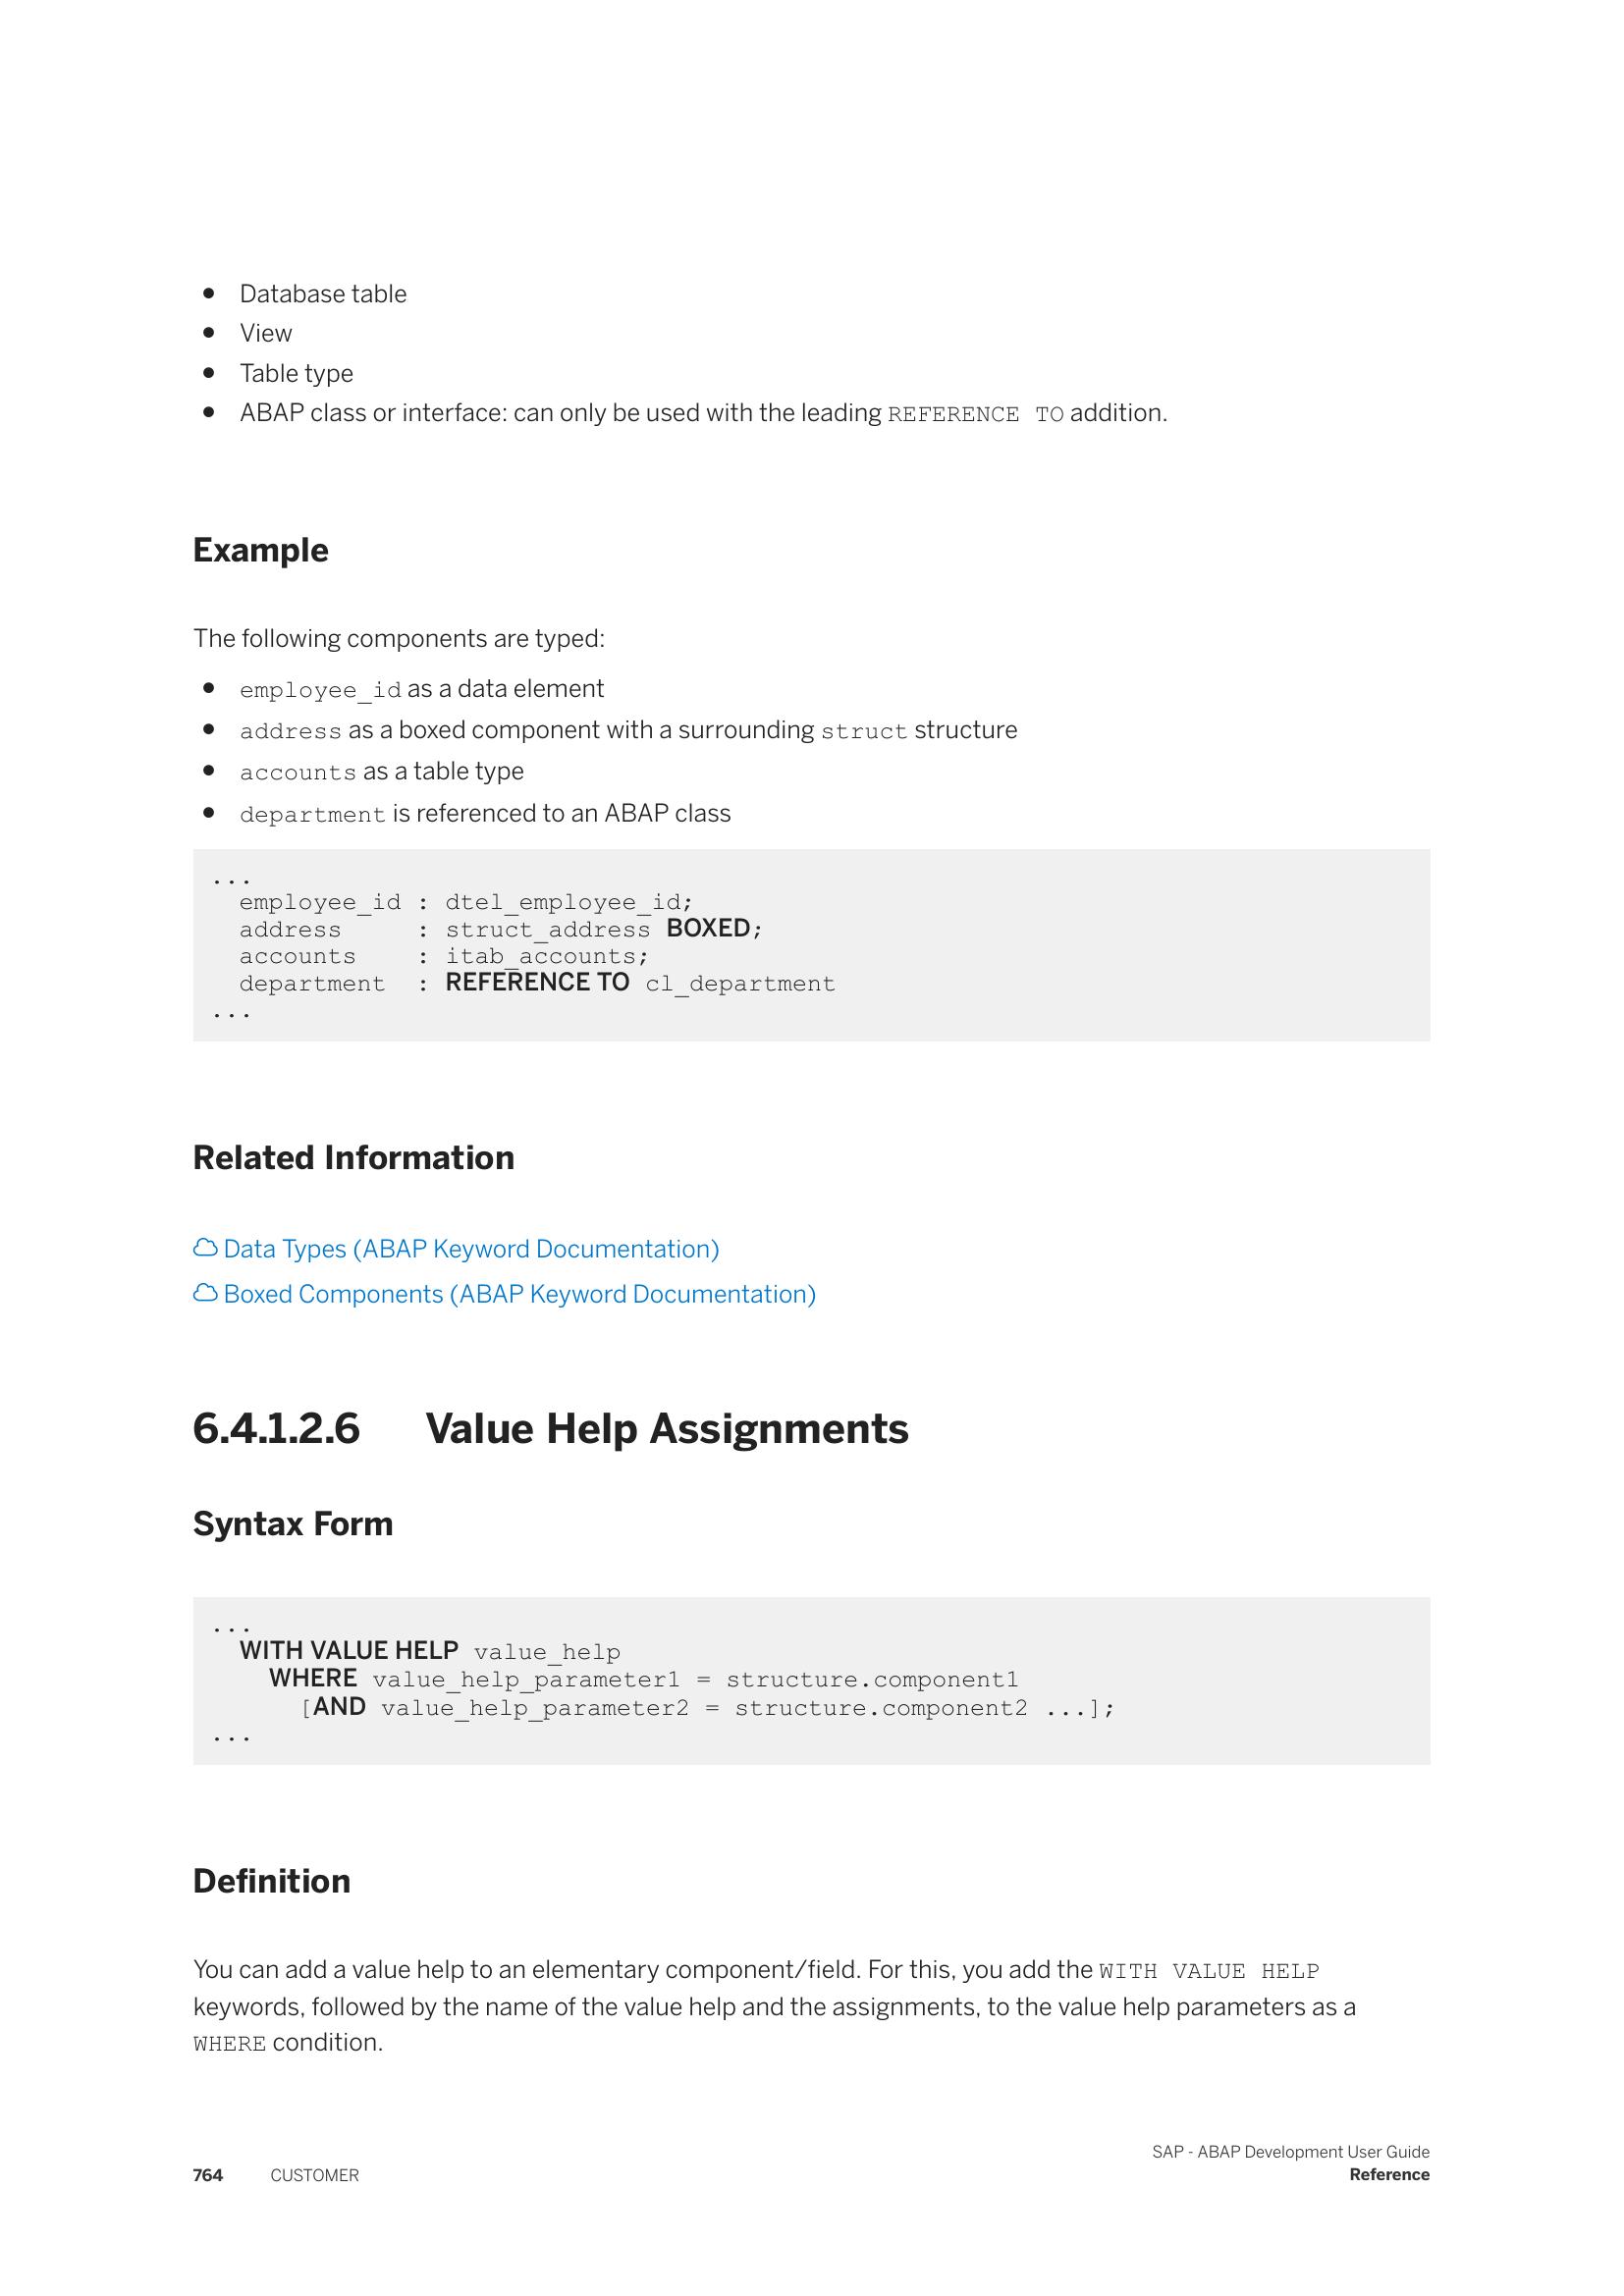 • Database table
• View
• Table type
• ABAP class or interface: can only be used with the leading REFERENCE TO addition.
Example
The following components are typed:
• employee_id as a data element
• address as a boxed component with a surrounding struct structure
• accounts as a table type
• department is referenced to an ABAP class
...
  employee_id : dtel_employee_id;
  address     : struct_address BOXED;
  accounts    : itab_accounts;
  department  : REFERENCE TO cl_department
...
Related Information
Data Types (ABAP Keyword Documentation)
Boxed Components (ABAP Keyword Documentation)
6.4.1.2.6 Value Help Assignments
Syntax Form
...
  WITH VALUE HELP value_help
    WHERE value_help_parameter1 = structure.component1
      [AND value_help_parameter2 = structure.component2 ...];
...
Definition
You can add a value help to an elementary component/field. For this, you add the WITH VALUE HELP
keywords, followed by the name of the value help and the assignments, to the value help parameters as a
WHERE condition.
SAP - ABAP Development User Guide
764 CUSTOMER Reference